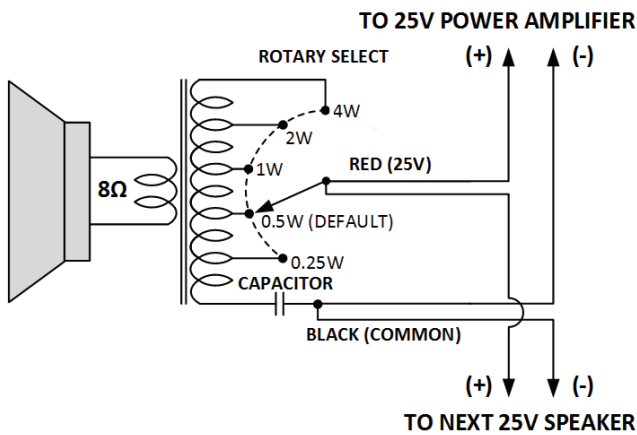 TO 25V POWER AMPLIFIER
(+) (-)
ROTARY SELECT
4W
2W
1W
RED (25V)
8Ω
0.5W (DEFAULT)
0.25W
CAPACITOR
BLACK (COMMON)
(+) (-)
TO NEXT 25V SPEAKER